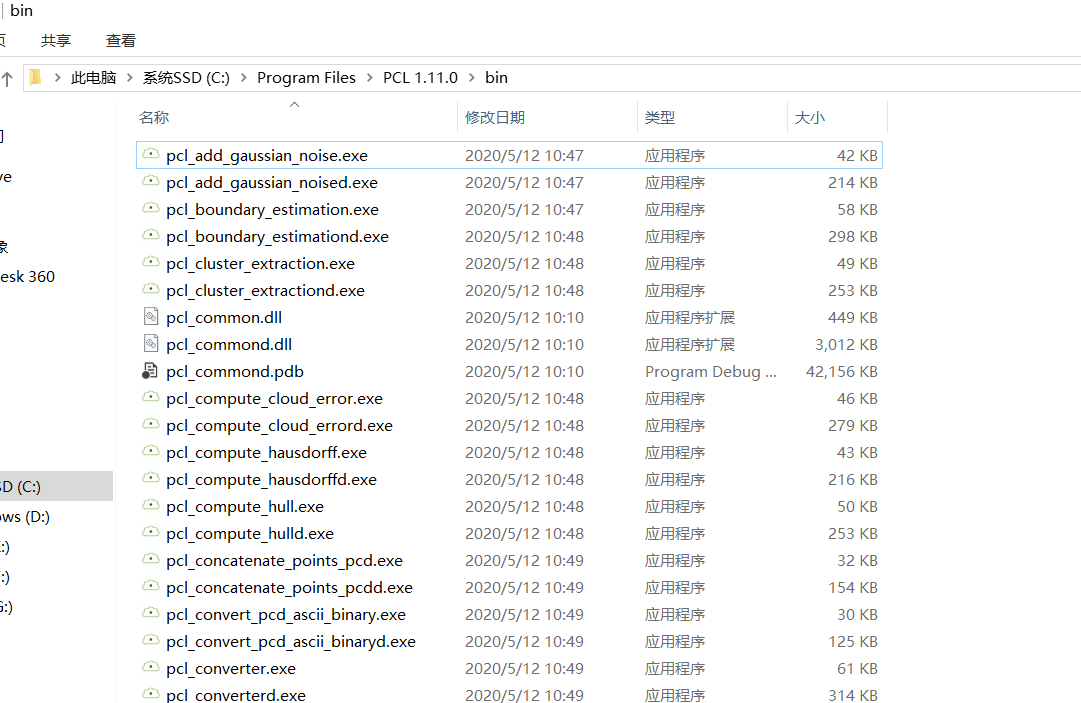 bin
共享 查看
此电脑 系统SSD (C:) Program Files PCL 1.11.0 bin
名称 修改日期 类型 大小
pcl_add_gaussian_noise.exe 2020/5/12 10:47 应用程序 42 KB
pcl_add_gaussian_noised.exe 2020/5/12 10:47 应用程序 214 KB
pcl_boundary_estimation.exe 2020/5/12 10:47 应用程序 58 KB
pcl_boundary_estimationd.exe 2020/5/12 10:48 应用程序 298 KB
pcl_cluster_extraction.exe 2020/5/12 10:48 应用程序 49 KB
esk 360
pcl_cluster_extractiond.exe 2020/5/12 10:48 应用程序 253 KB
pcl_common.dll 2020/5/12 10:10 应用程序扩展 449 KB
pcl_commond.dll 2020/5/12 10:10 应用程序扩展 3,012 KB
pcl_commond.pdb 2020/5/12 10:10 Program Debug ... 42,156 KB
pcl_compute_cloud_error.exe 2020/5/12 10:48 应用程序 46 KB
pcl_compute_cloud_errord.exe 2020/5/12 10:48 应用程序 279 KB
pcl_compute_hausdorff.exe 2020/5/12 10:48 应用程序 43 KB
pcl_compute_hausdorffd.exe 2020/5/12 10:48 应用程序 216 KB
SD (C:)
pcl_compute_hull.exe 2020/5/12 10:48 应用程序 50 KB
ows (D:)
pcl_compute_hulld.exe 2020/5/12 10:48 应用程序 253 KB
pcl_concatenate_points_pcd.exe 2020/5/12 10:49 应用程序 32 KB
pcl_concatenate_points_pcdd.exe 2020/5/12 10:49 应用程序 154 KB
pcl_convert_pcd_ascii_binary.exe 2020/5/12 10:49 应用程序 30 KB
pcl_convert_pcd_ascii_binaryd.exe 2020/5/12 10:49 应用程序 125 KB
pcl_converter.exe 2020/5/12 10:49 应用程序 61 KB
pcl_converterd.exe 2020/5/12 10:49 应用程序 314 KB